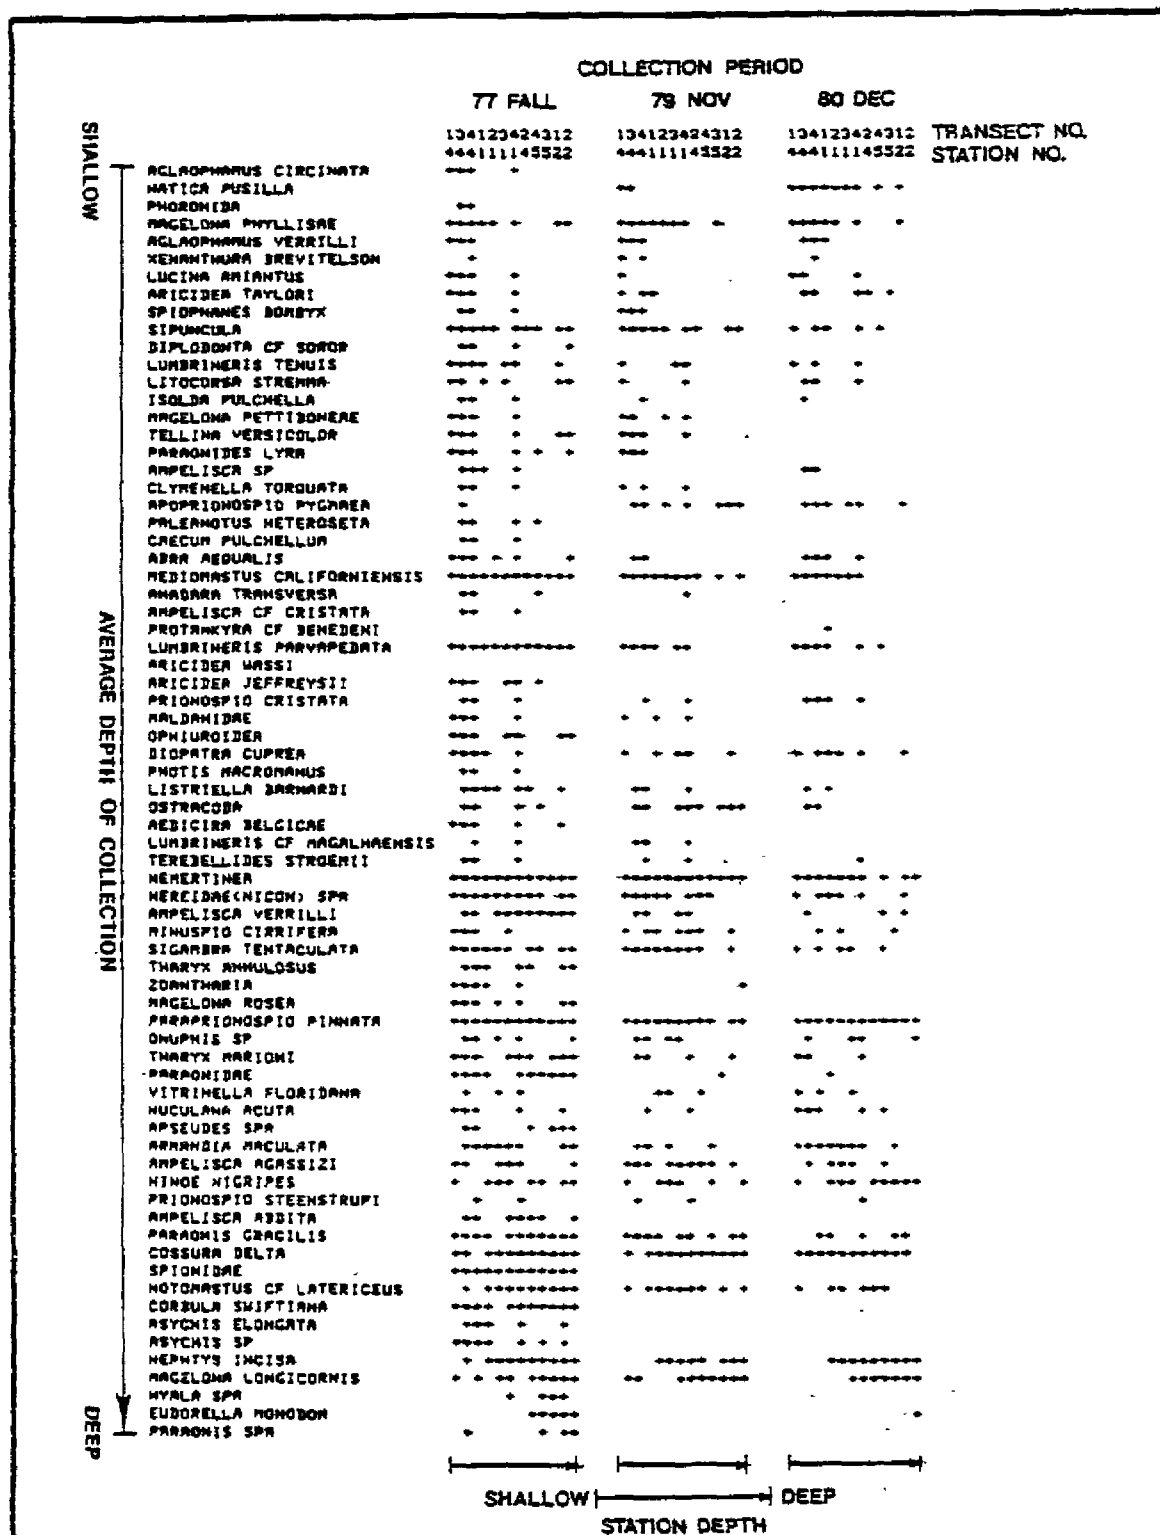 COLLECTION PERIOD
77 FALL 79 NOV 80 DEC
134123424312 134123424312 134123424312 TRANSECT NO.
444111145522 444111145522 444111145522 STATION NO.
SHALLOW
AGLAOPHAMUS CIRCINATA
NATICA PUSILLA
PHORONIDA
MAGELONA PHYLLISAE
AGLAOPHAMUS VERRILLI
XENANTHURA BREVITELSON
LUCINA AMIANTUS
ARICIDEA TAYLORI
SPIOPHANES BOMBYX
SIPUNCULA
DIPLODONTA CF SOROR
LUMBRINERIS TENUIS
LITOCORSA STREMMA
ISOLDA PULCHELLA
MAGELONA PETTIBONEAE
TELLINA VERSICOLOR
PARAONIDES LYRA
AMPELISCA SP
CLYMENELLA TORQUATA
APOPRIONOSPIO PYGMAEA
PALEANOTUS HETEROSETA
CAECUM PULCHELLUM
ABRA AEQUALIS
MEDIOMASTUS CALIFORNIENSIS
ANADARA TRANSVERSA
AMPELISCA CF CRISTATA
PROTANKYRA CF BENEDENI
LUMBRINERIS PARVAPEDATA
ARICIDEA WASSI
ARICIDEA JEFFREYSII
PRIONOSPIO CRISTATA
MALDANIDAE
OPHIUROIDEA
DIOPATRA CUPREA
PHOTIS MACROMANUS
LISTRIELLA BARNARDI
OSTRACODA
AEDICIRA BELGICAE
LUMBRINERIS CF MAGALHAENSIS
TEREBELLIDES STROEMII
NEMERTINEA
NEREIDAE(NICON) SPA
AMPELISCA VERRILLI
MINUSPIO CIRRIFERA
SIGAMBRA TENTACULATA
THARYX ANNULOSUS
ZOANTHARIA
MAGELONA ROSEA
PARAPRIONOSPIO PINNATA
ONUPHIS SP
THARYX MARIONI
PARAONIDAE
VITRINELLA FLORIDANA
NUCULANA ACUTA
APSEUDES SPA
ARMANDIA MACULATA
AMPELISCA AGASSIZI
NINOE NIGRIPES
PRIONOSPIO STEENSTRUPI
AMPELISCA ABDITA
PARAONIS GRACILIS
COSSURA DELTA
SPIONIDAE
NOTOMASTUS CF LATERICEUS
CORBULA SWIFTIANA
ASYCHIS ELONGATA
ASYCHIS SP
NEPHTYS INCISA
MAGELONA LONGICORNIS
HYALA SPA
EUDORELLA MONODON
PARAONIS SPA
AVERAGE DEPTH OF COLLECTION
DEEP
SHALLOW DEEP
STATION DEPTH